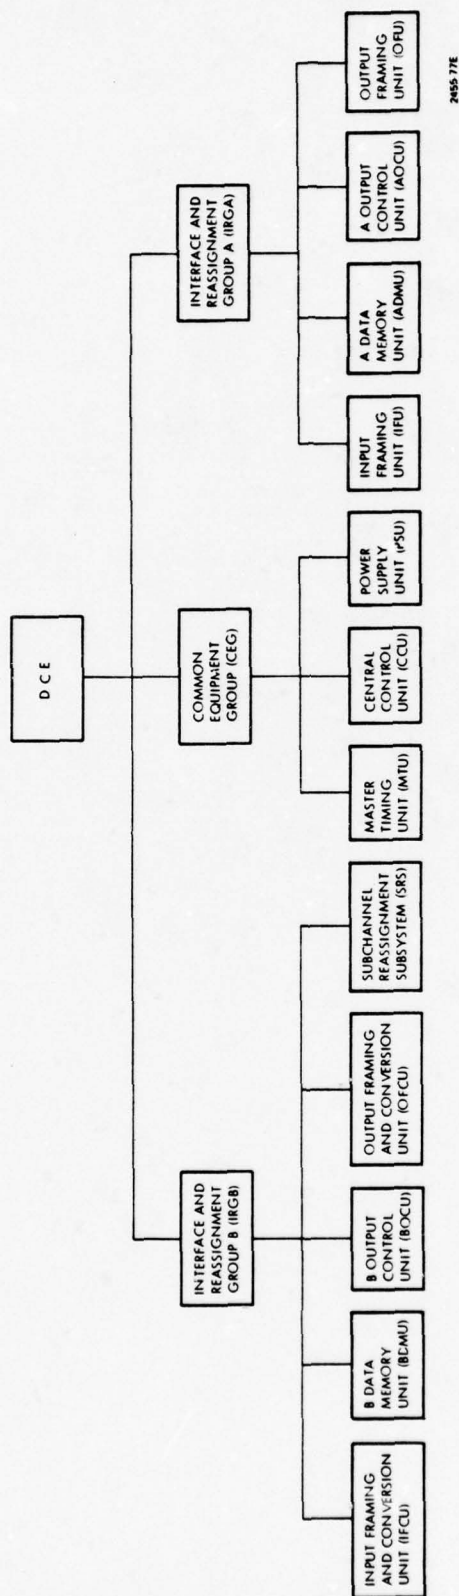 DCE
INTERFACE AND
REASSIGNMENT
GROUP B (IRGB)
COMMON
EQUIPMENT
GROUP (CEG)
INTERFACE AND
REASSIGNMENT
GROUP A (IRGA)
INPUT FRAMING
AND CONVERSION
UNIT (IFCU)
B DATA
MEMORY
UNIT (BDMU)
B OUTPUT
CONTROL
UNIT (BOCU)
OUTPUT FRAMING
AND CONVERSION
UNIT (OFCU)
SUBCHANNEL
REASSIGNMENT
SUBSYSTEM (SRS)
MASTER
TIMING
UNIT (MTU)
CENTRAL
CONTROL
UNIT (CCU)
POWER
SUPPLY
UNIT (PSU)
INPUT
FRAMING
UNIT (IFU)
A DATA
MEMORY
UNIT (ADMU)
A OUTPUT
CONTROL
UNIT (AOCU)
OUTPUT
FRAMING
UNIT (OFU)
2455-77E